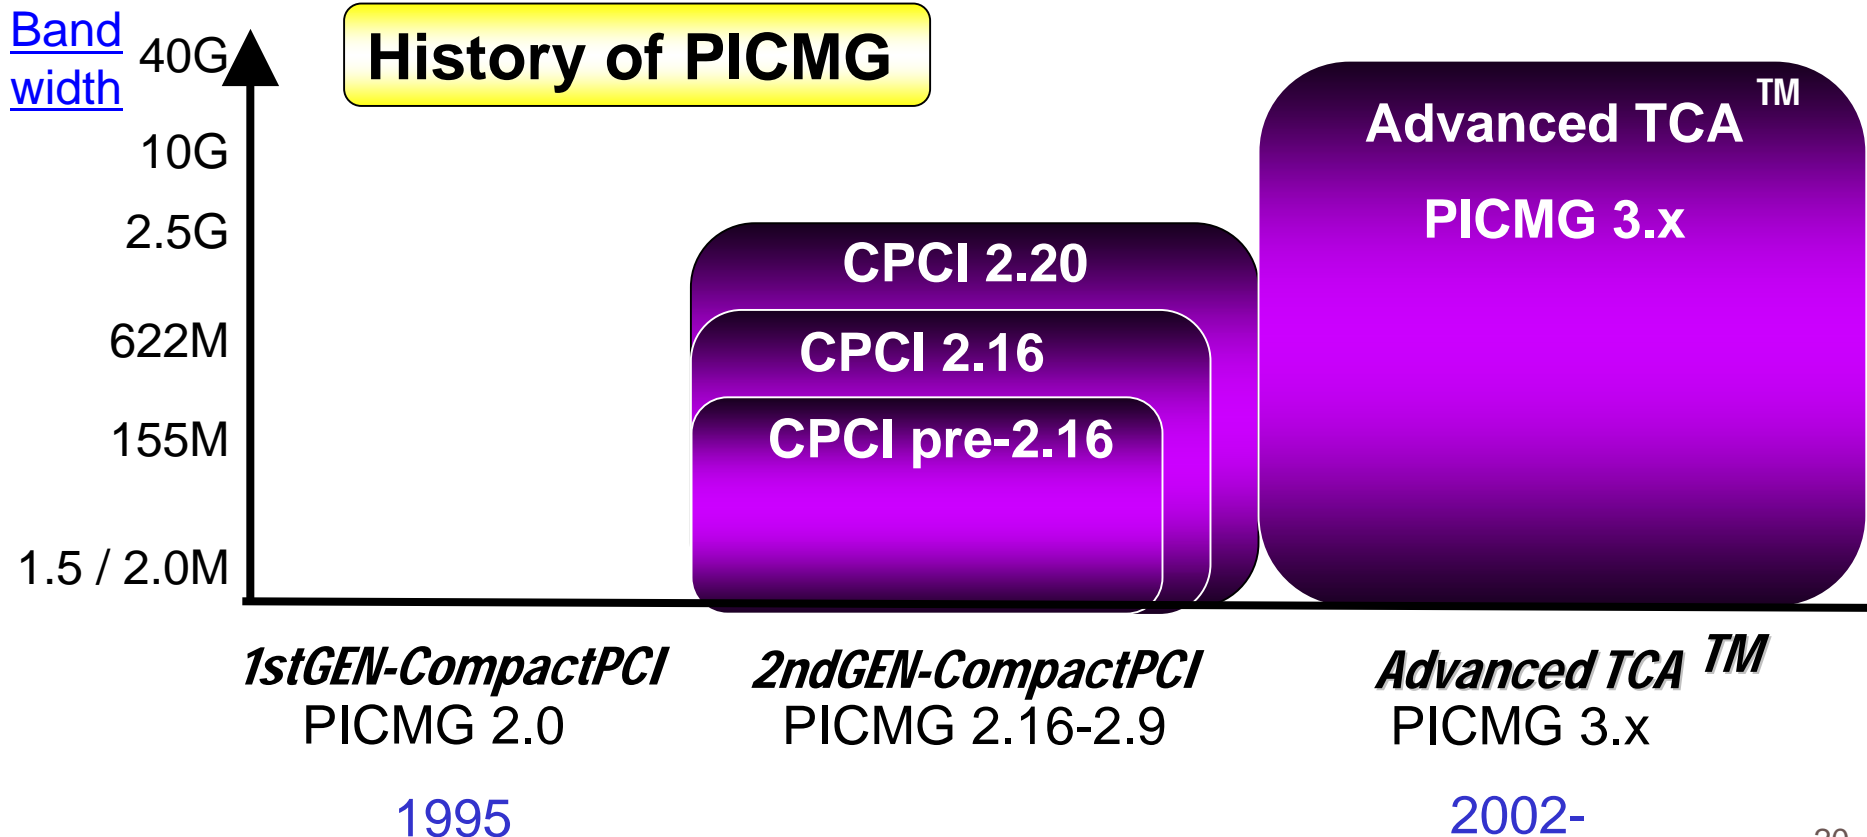 History of PICMG
Band
width
40G
10G
2.5G
622M
155M
1.5 / 2.0M
CPCI 2.20
CPCI 2.16
CPCI pre-2.16
Advanced TCA TM
PICMG 3.x
1stGEN-CompactPCI
PICMG 2.0
1995
2ndGEN-CompactPCI
PICMG 2.16-2.9
Advanced TCA TM
PICMG 3.x
2002-